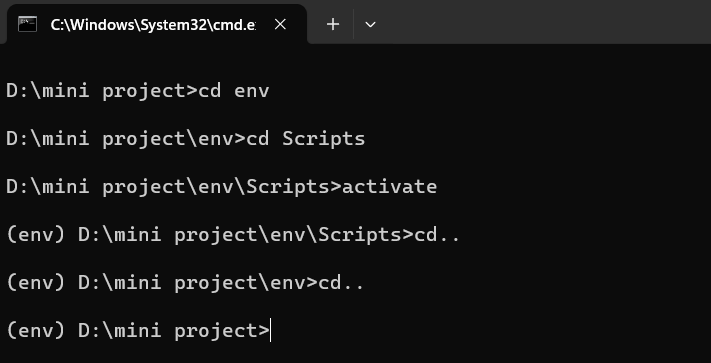 C:\Windows\System32\cmd.e
D:\mini project>cd env
D:\mini project\env>cd Scripts
D:\mini project\env\Scripts>activate
(env) D:\mini project\env\Scripts>cd..
(env) D:\mini project\env>cd..
(env) D:\mini project>